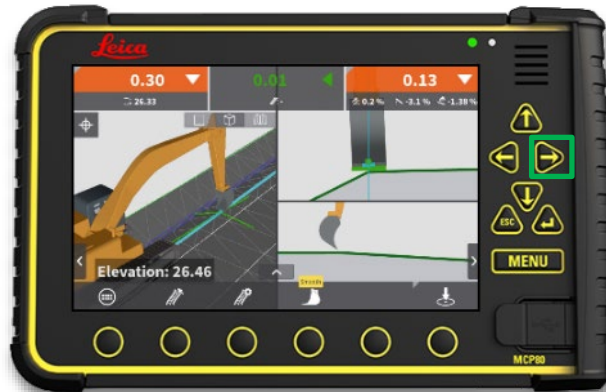 Leica
0.30 0.01 0.13
26.33 - 0.2 % -3.1 % -1.38
Elevation: 26.46
Smooth
ESC
MENU
MCP80